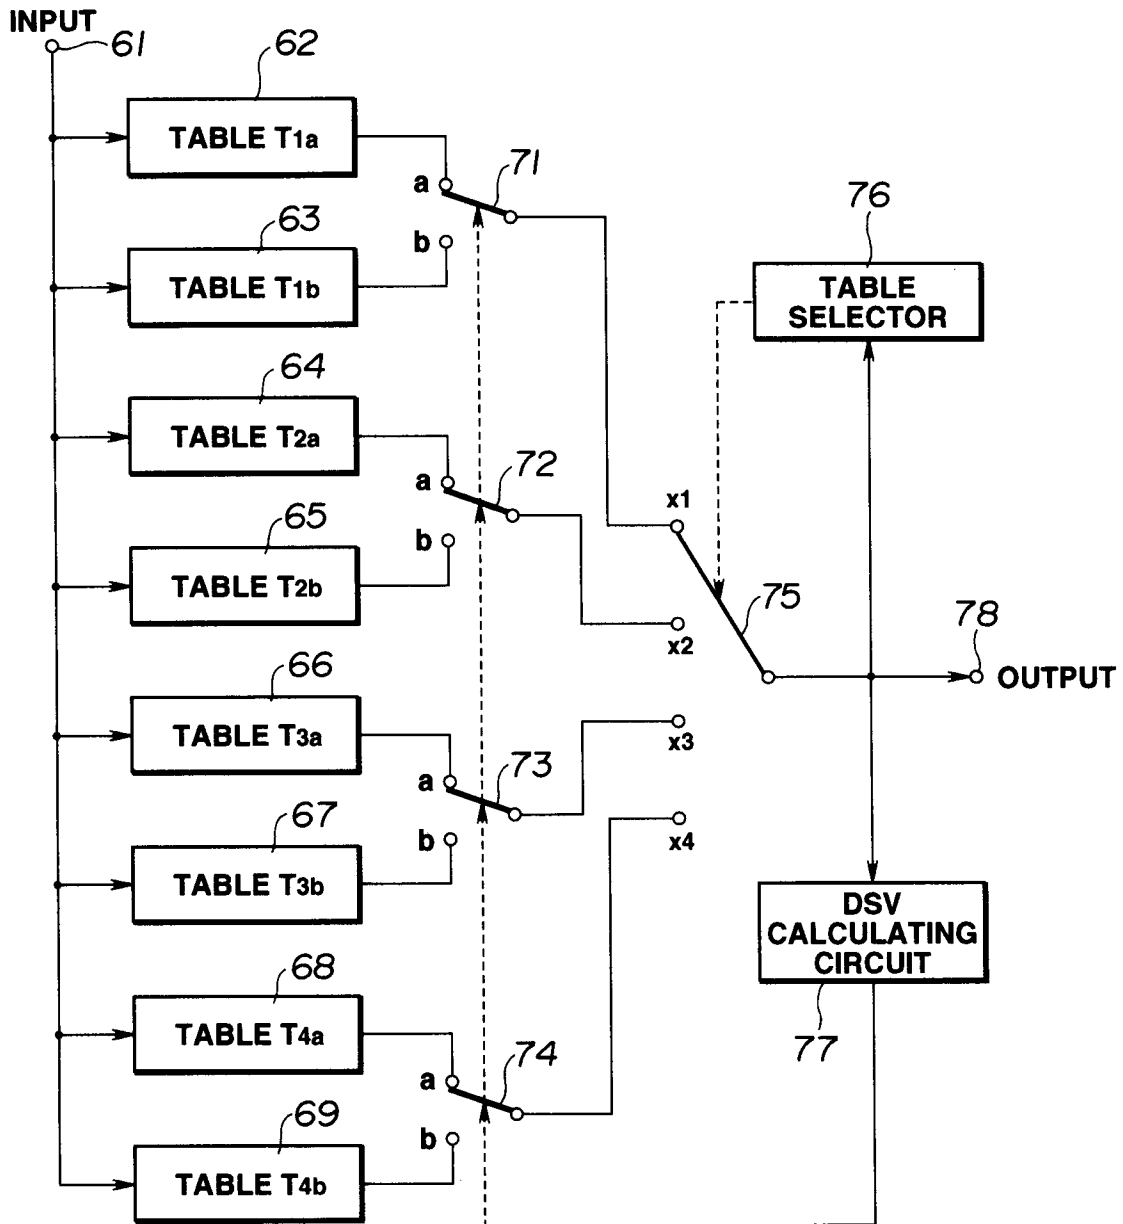 INPUT
61
62
TABLE T1a
a
71
63
b
TABLE T1b
76
TABLE
SELECTOR
64
TABLE T2a
a
72
65
b
TABLE T2b
x1
75
x2
78
OUTPUT
66
TABLE T3a
x3
a
73
67
b
TABLE T3b
x4
DSV
CALCULATING
CIRCUIT
77
68
TABLE T4a
a
74
69
b
TABLE T4b